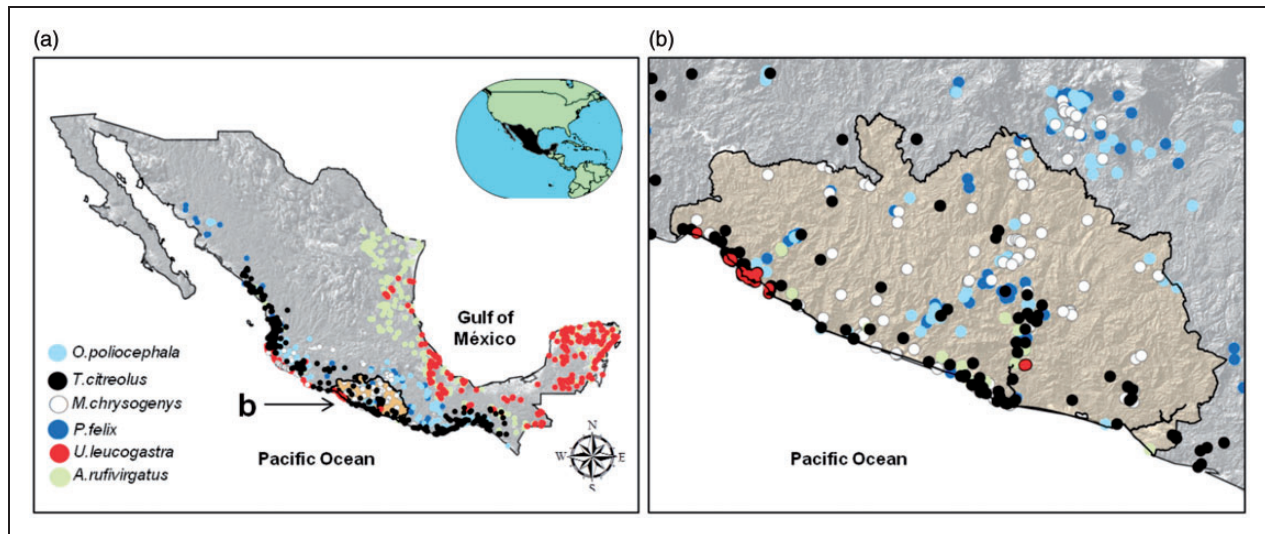 (a)
Gulf of
México
O.poliocephala
T.citreolus
M.chrysogenys
P.felix
U.leucogastra
A.rufivirgatus
b
Pacific Ocean
N
W
E
S
(b)
Pacific Ocean